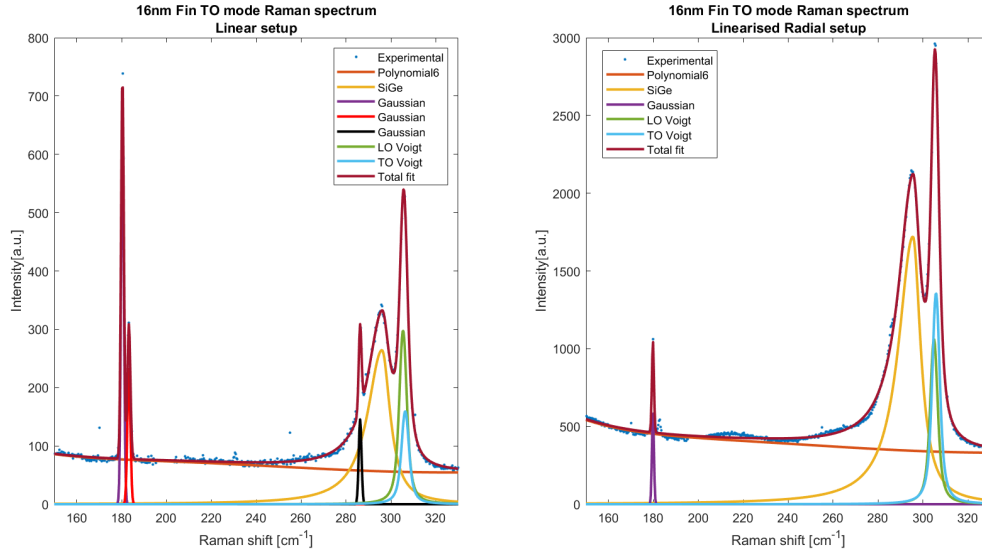 16nm Fin TO mode Raman spectrum
Linear setup
800
700
600
500
400
300
200
100
0
160 180 200 220 240 260 280 300 320
Intensity[a.u.]
Raman shift [cm⁻¹]
Experimental
Polynomial6
SiGe
Gaussian
Gaussian
Gaussian
LO Voigt
TO Voigt
Total fit
16nm Fin TO mode Raman spectrum
Linearised Radial setup
3000
2500
2000
1500
1000
500
0
160 180 200 220 240 260 280 300 320
Intensity[a.u.]
Raman shift [cm⁻¹]
Experimental
Polynomial6
SiGe
Gaussian
LO Voigt
TO Voigt
Total fit